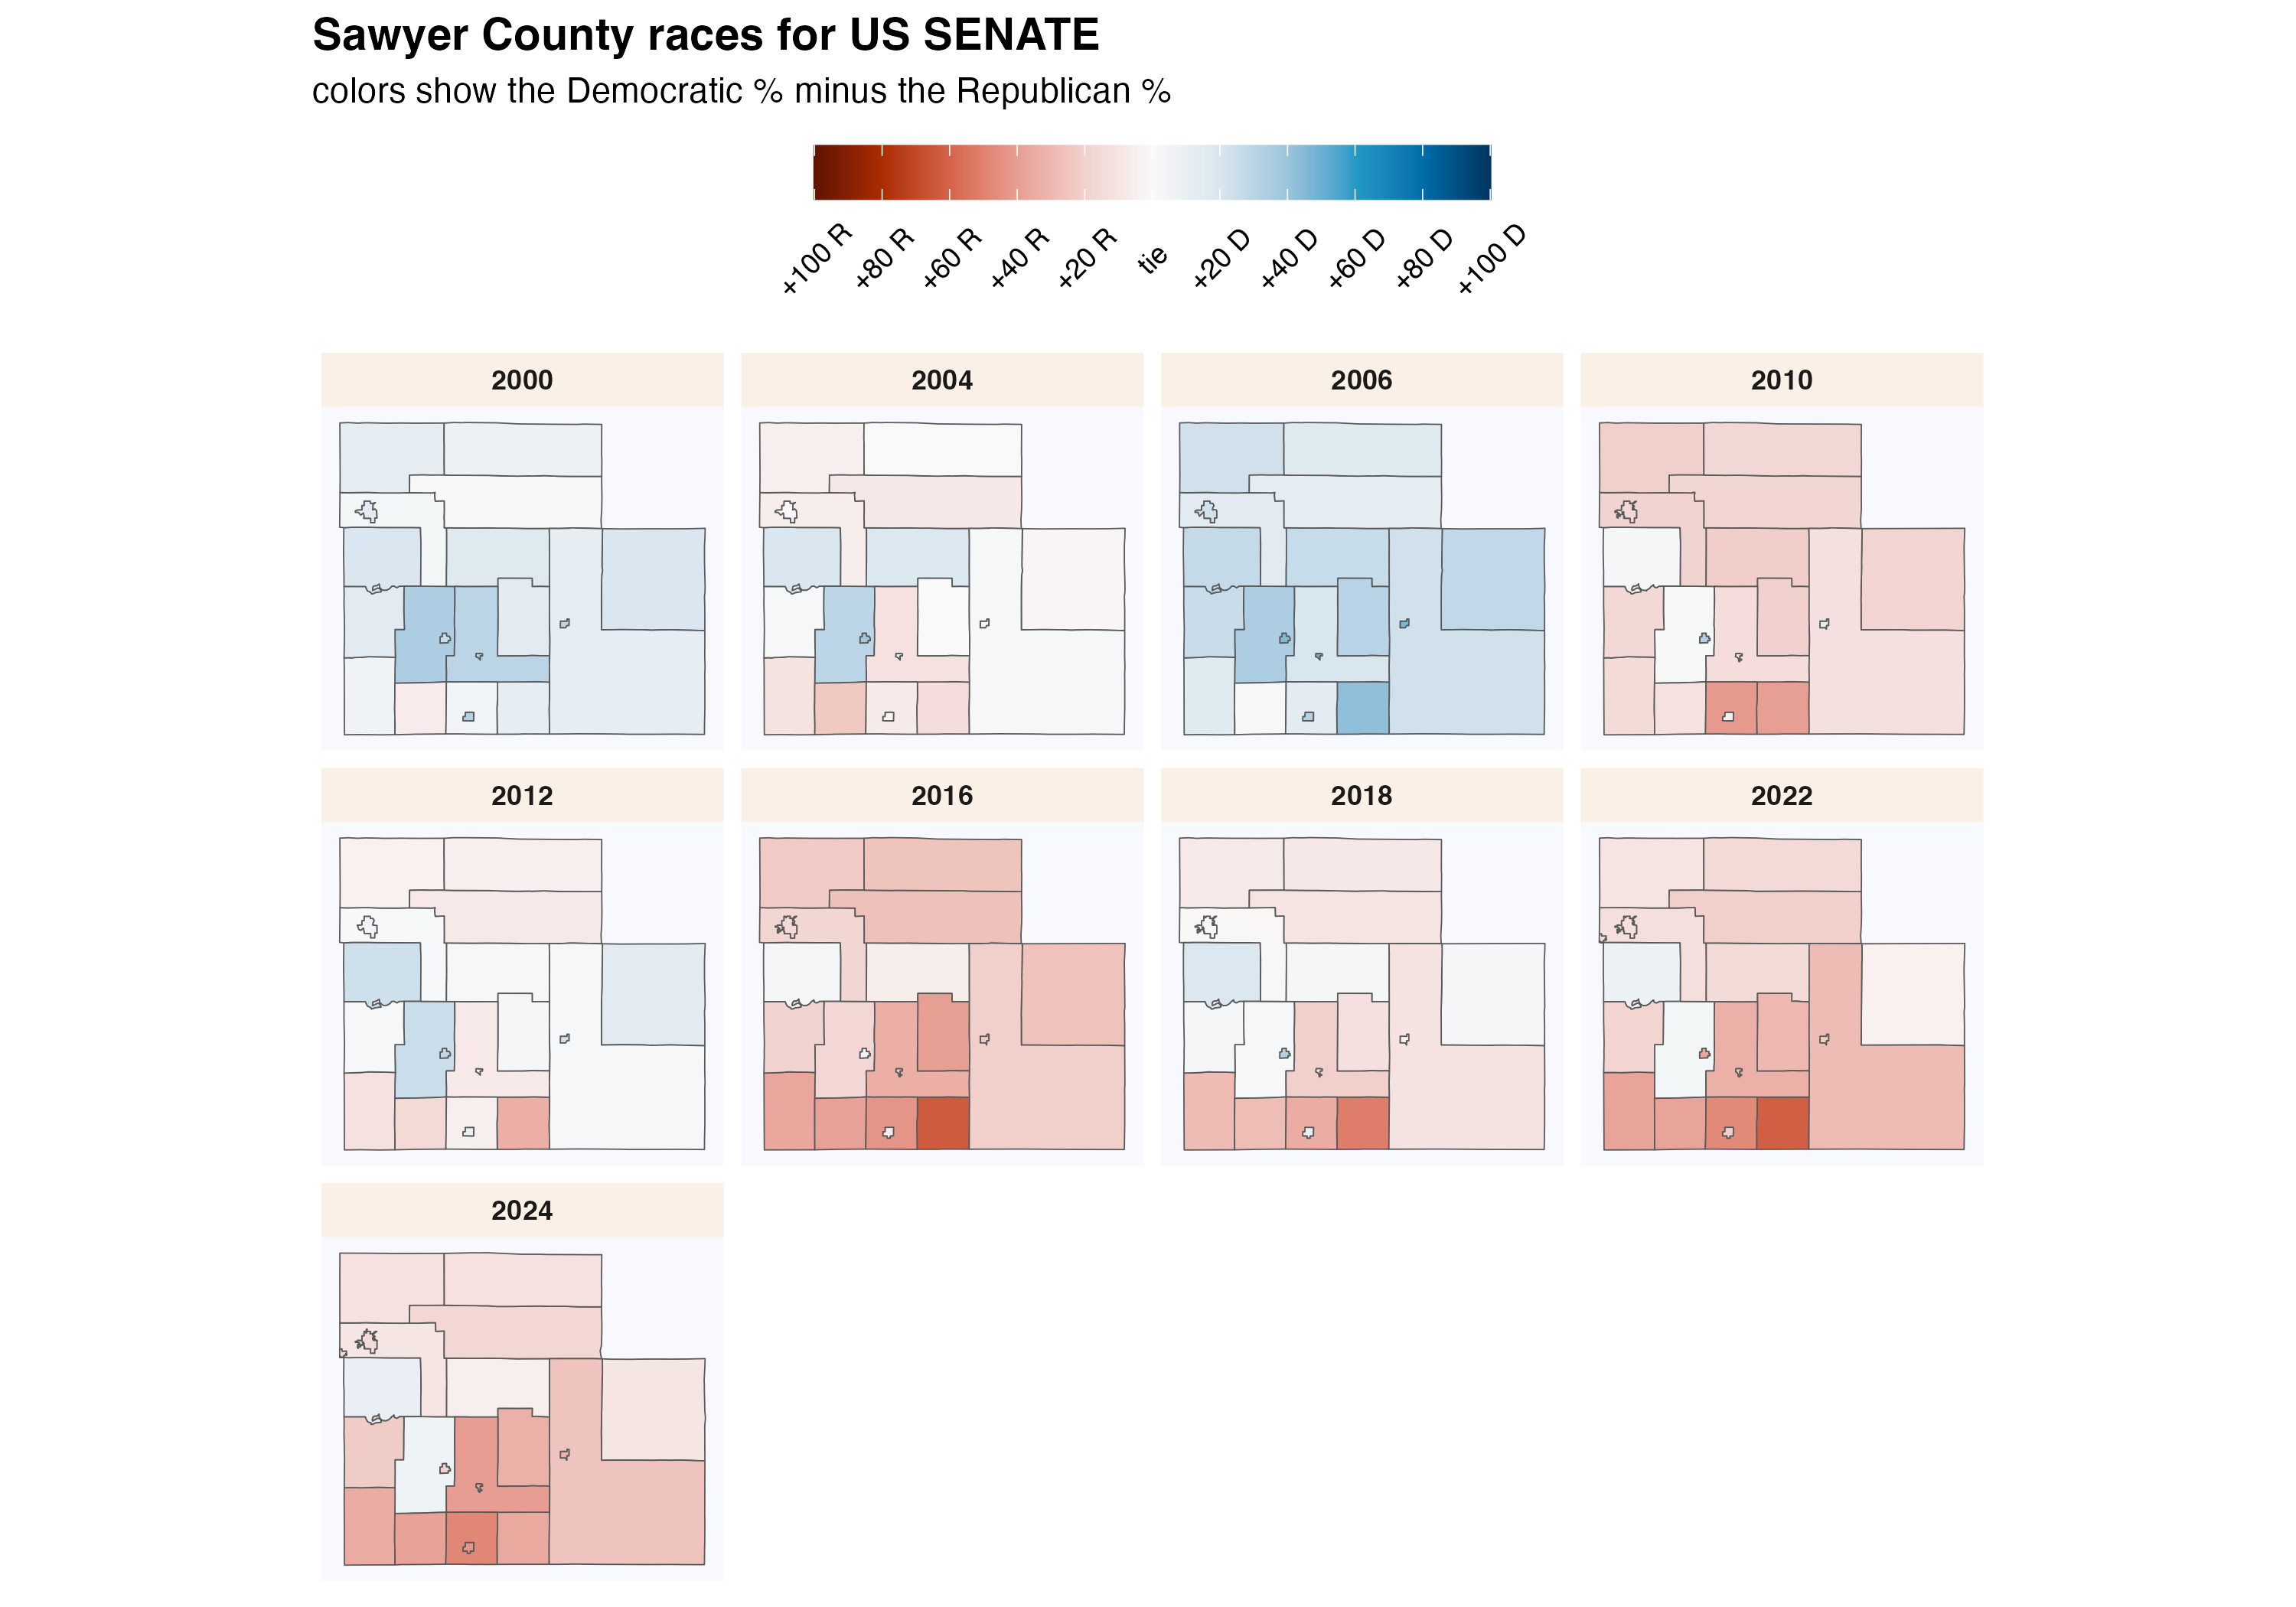 Sawyer County races for US SENATE
colors show the Democratic % minus the Republican %
+100 R +80 R +60 R +40 R +20 R tie +20 D +40 D +60 D +80 D +100 D
2000 2004 2006 2010
2012 2016 2018 2022
2024